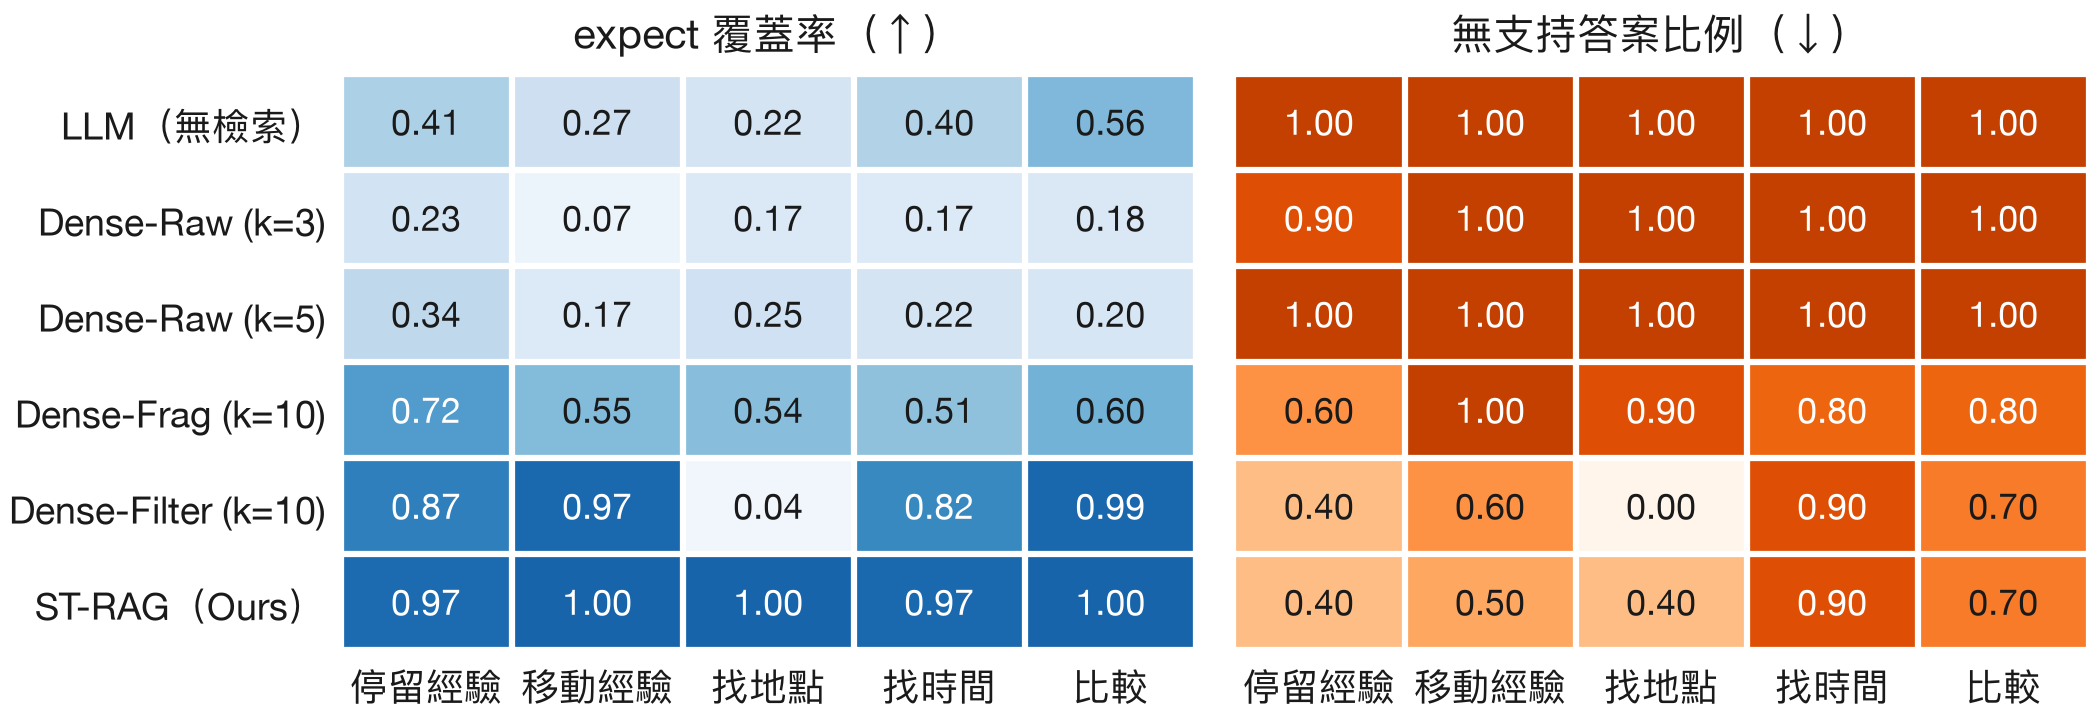 expect 覆蓋率（↑） 無支持答案比例（↓）
LLM（無檢索） 0.41 0.27 0.22 0.40 0.56 1.00 1.00 1.00 1.00 1.00
Dense-Raw (k=3) 0.23 0.07 0.17 0.17 0.18 0.90 1.00 1.00 1.00 1.00
Dense-Raw (k=5) 0.34 0.17 0.25 0.22 0.20 1.00 1.00 1.00 1.00 1.00
Dense-Frag (k=10) 0.72 0.55 0.54 0.51 0.60 0.60 1.00 0.90 0.80 0.80
Dense-Filter (k=10) 0.87 0.97 0.04 0.82 0.99 0.40 0.60 0.00 0.90 0.70
ST-RAG（Ours） 0.97 1.00 1.00 0.97 1.00 0.40 0.50 0.40 0.90 0.70
停留經驗 移動經驗 找地點 找時間 比較 停留經驗 移動經驗 找地點 找時間 比較